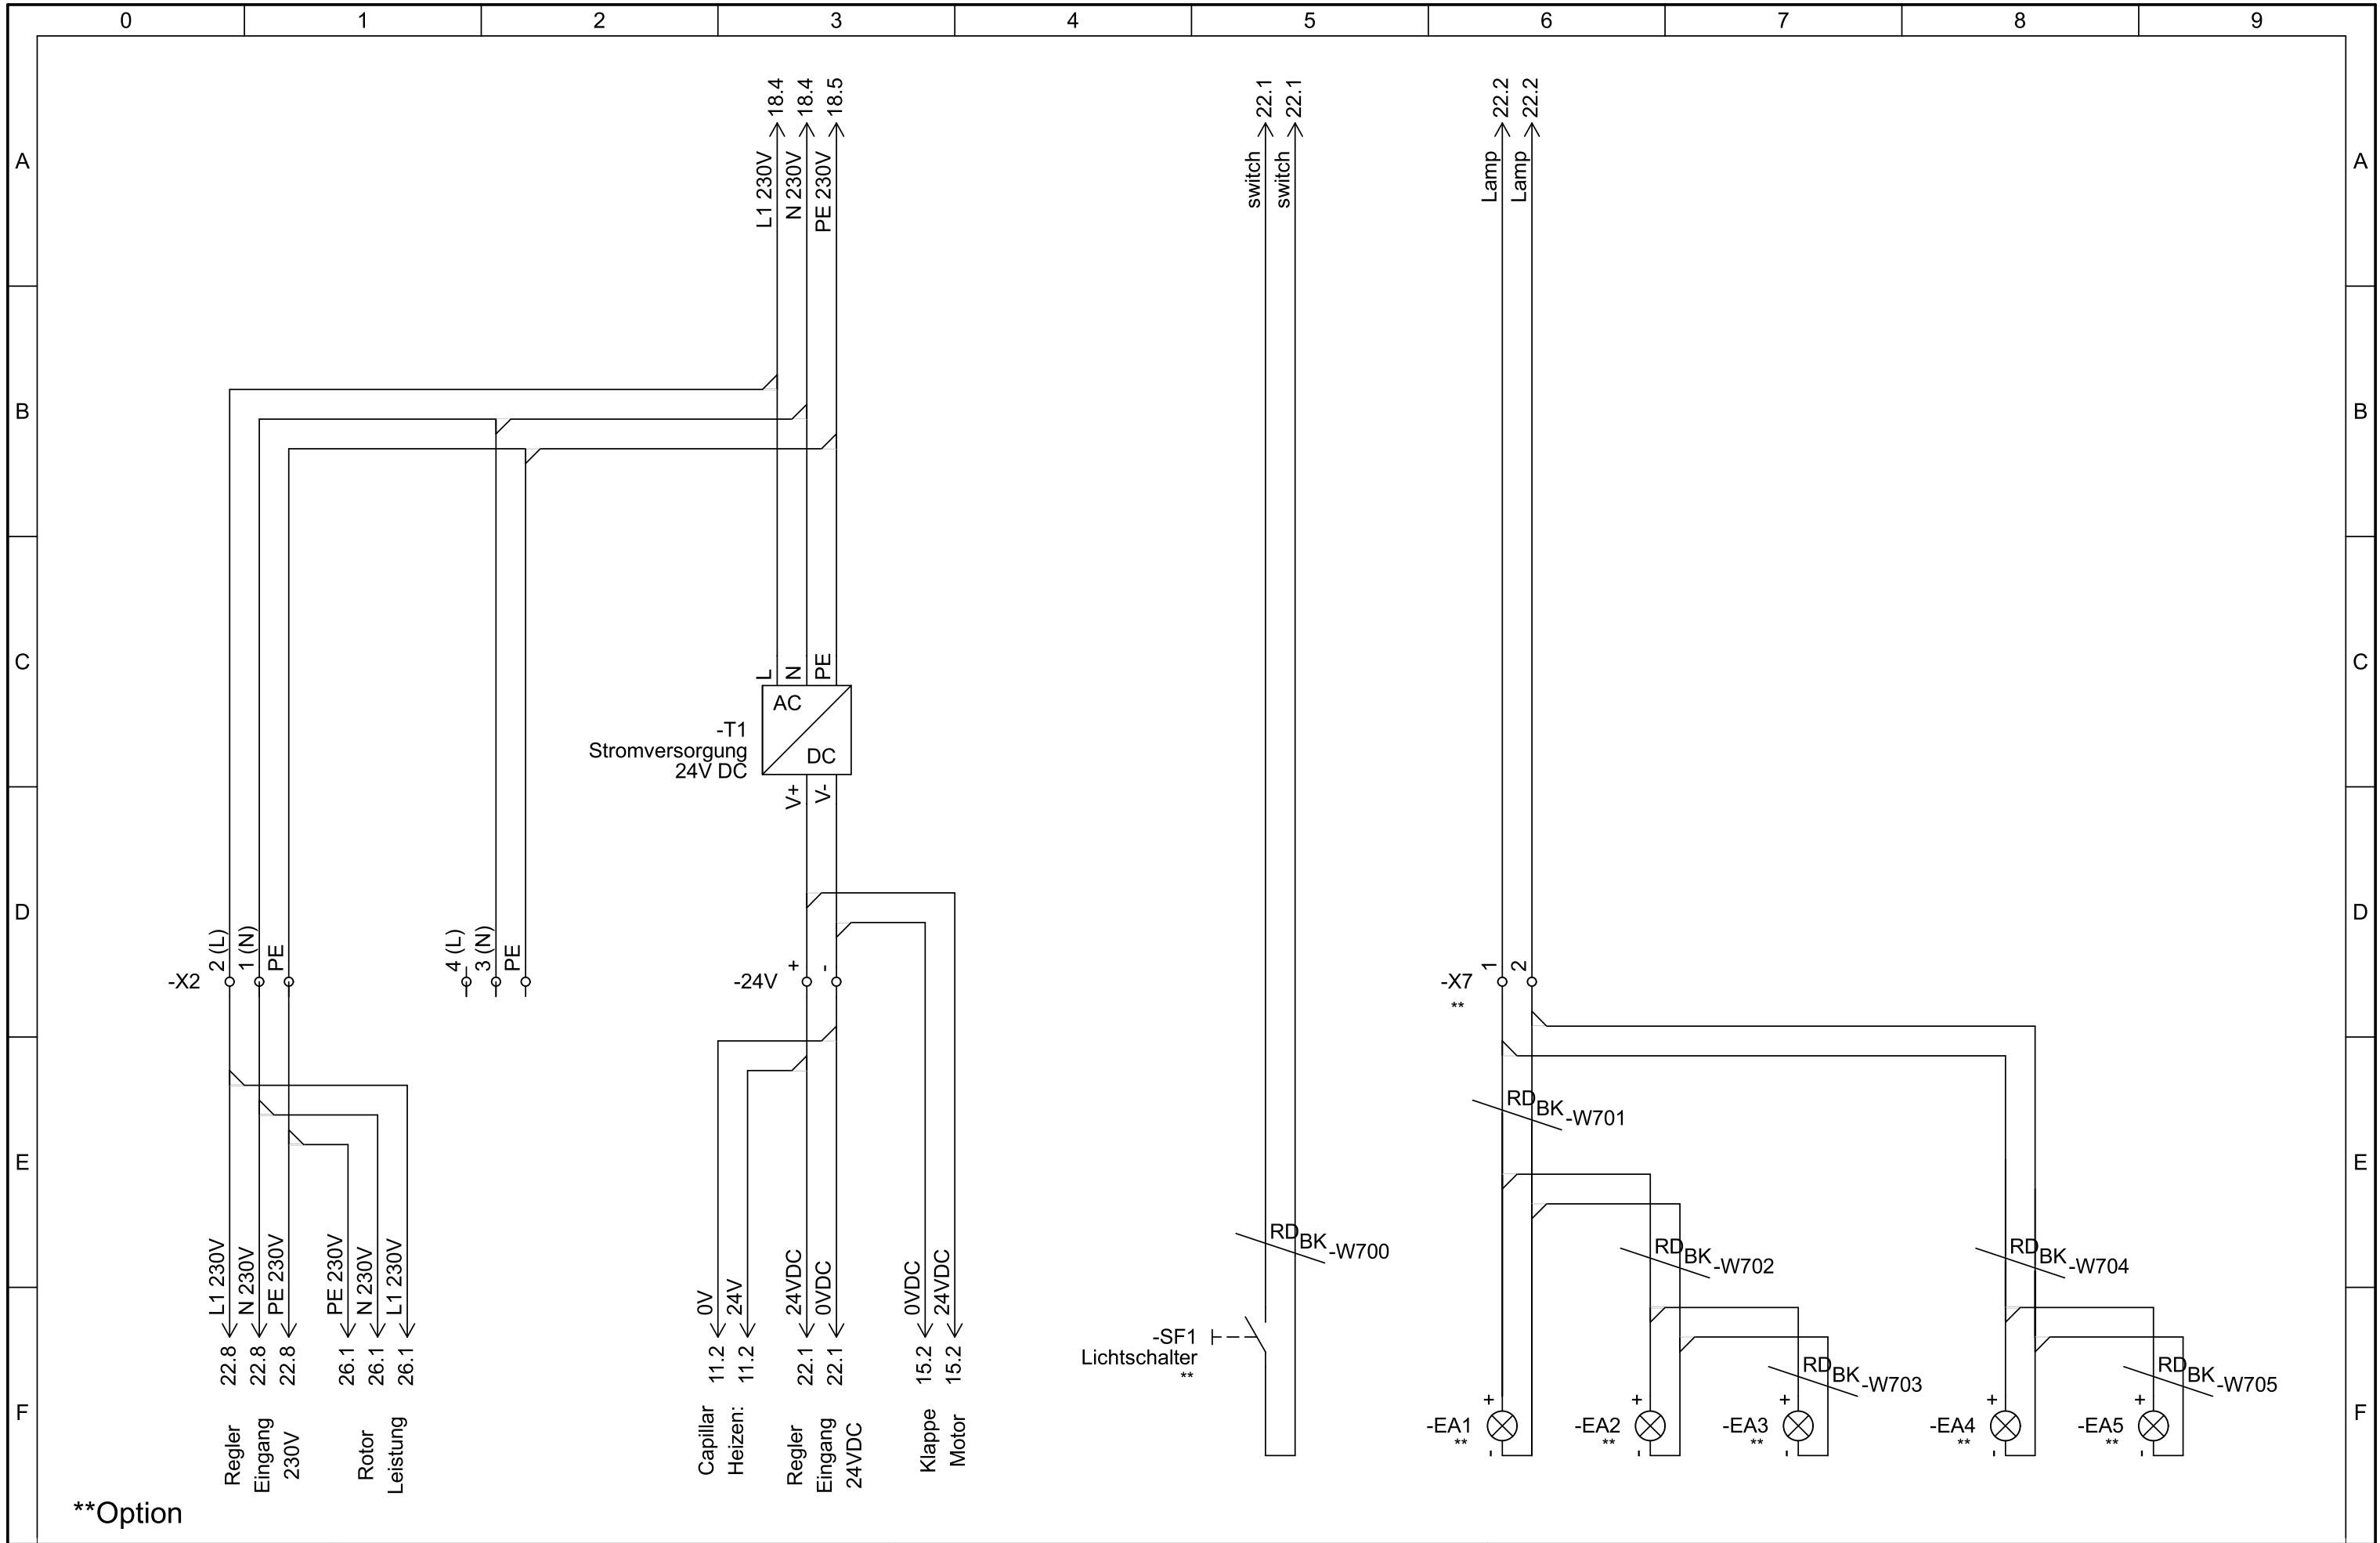 0 1 2 3 4 5 6 7 8 9
18.4 18.4 18.5 22.1 22.1 22.2 22.2
A L1 230V N 230V PE 230V switch switch Lamp Lamp A
B B
C L N PE C
AC
-T1
Stromversorgung
24V DC
DC
V+ V-
D D
-X2 2 (L) 1 (N) PE
4 (L) 3 (N) PE
-24V + -
-X7 1 2
**
RD BK -W701
E E
RD BK -W700
RD BK -W702
RD BK -W704
L1 230V N 230V PE 230V PE 230V N 230V L1 230V
0V 24V 24VDC 0VDC 0VDC 24VDC
22.8 22.8 22.8 26.1 26.1 26.1
11.2 11.2 22.1 22.1 15.2 15.2
-SF1
Lichtschalter
**
RD BK -W703
RD BK -W705
F F
+ + + + +
-EA1 -EA2 -EA3 -EA4 -EA5
** ** ** ** **
- - - - -
Regler
Eingang
230V
Rotor
Leistung
Capillar
Heizen:
Regler
Eingang
24VDC
Klappe
Motor
**Option